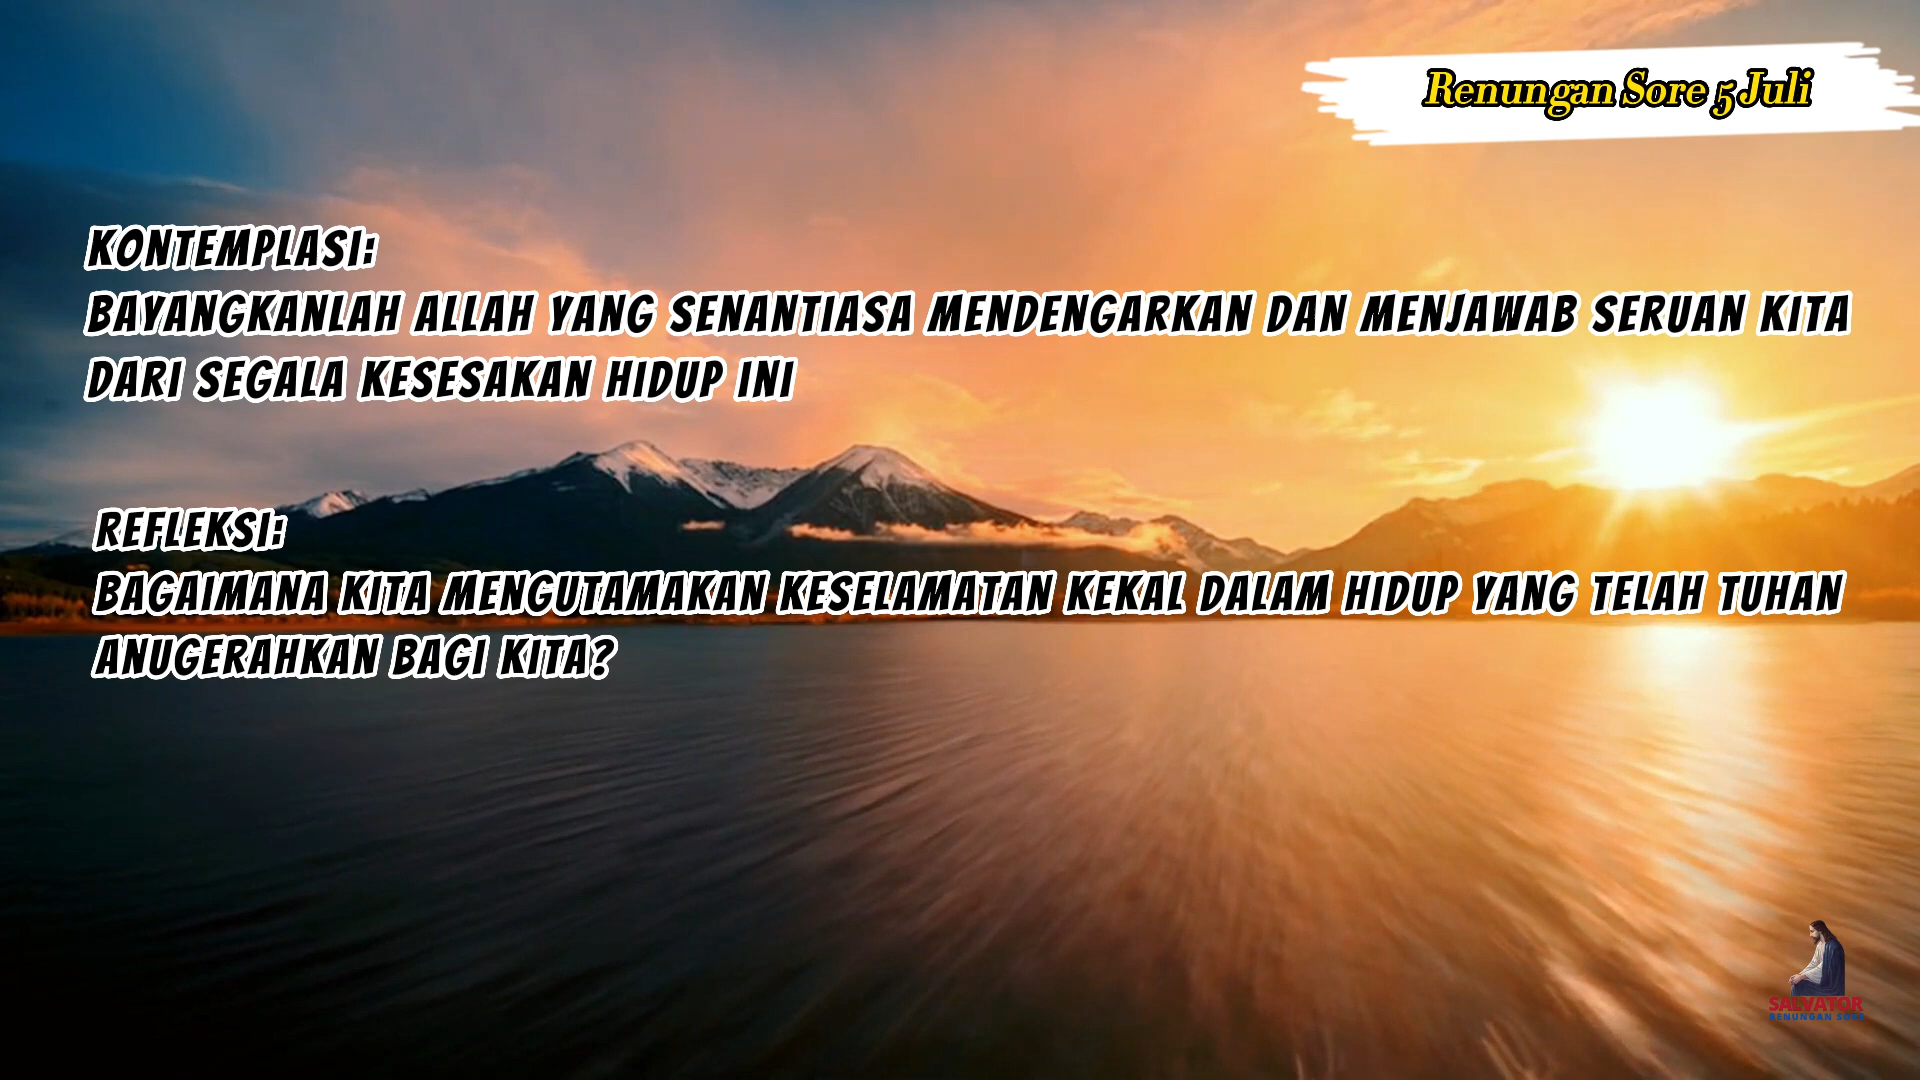 Renungan Sore 5 Juli
KONTEMPLASI:
BAYANGKANLAH ALLAH YANG SENANTIASA MENDENGARKAN DAN MENJAWAB SERUAN KITA
DARI SEGALA KESESAKAN HIDUP INI
REFLEKSI:
BAGAIMANA KITA MENGUTAMAKAN KESELAMATAN KEKAL DALAM HIDUP YANG TELAH TUHAN
ANUGERAHKAN BAGI KITA?
SALVATOR
RENUNGAN SORE